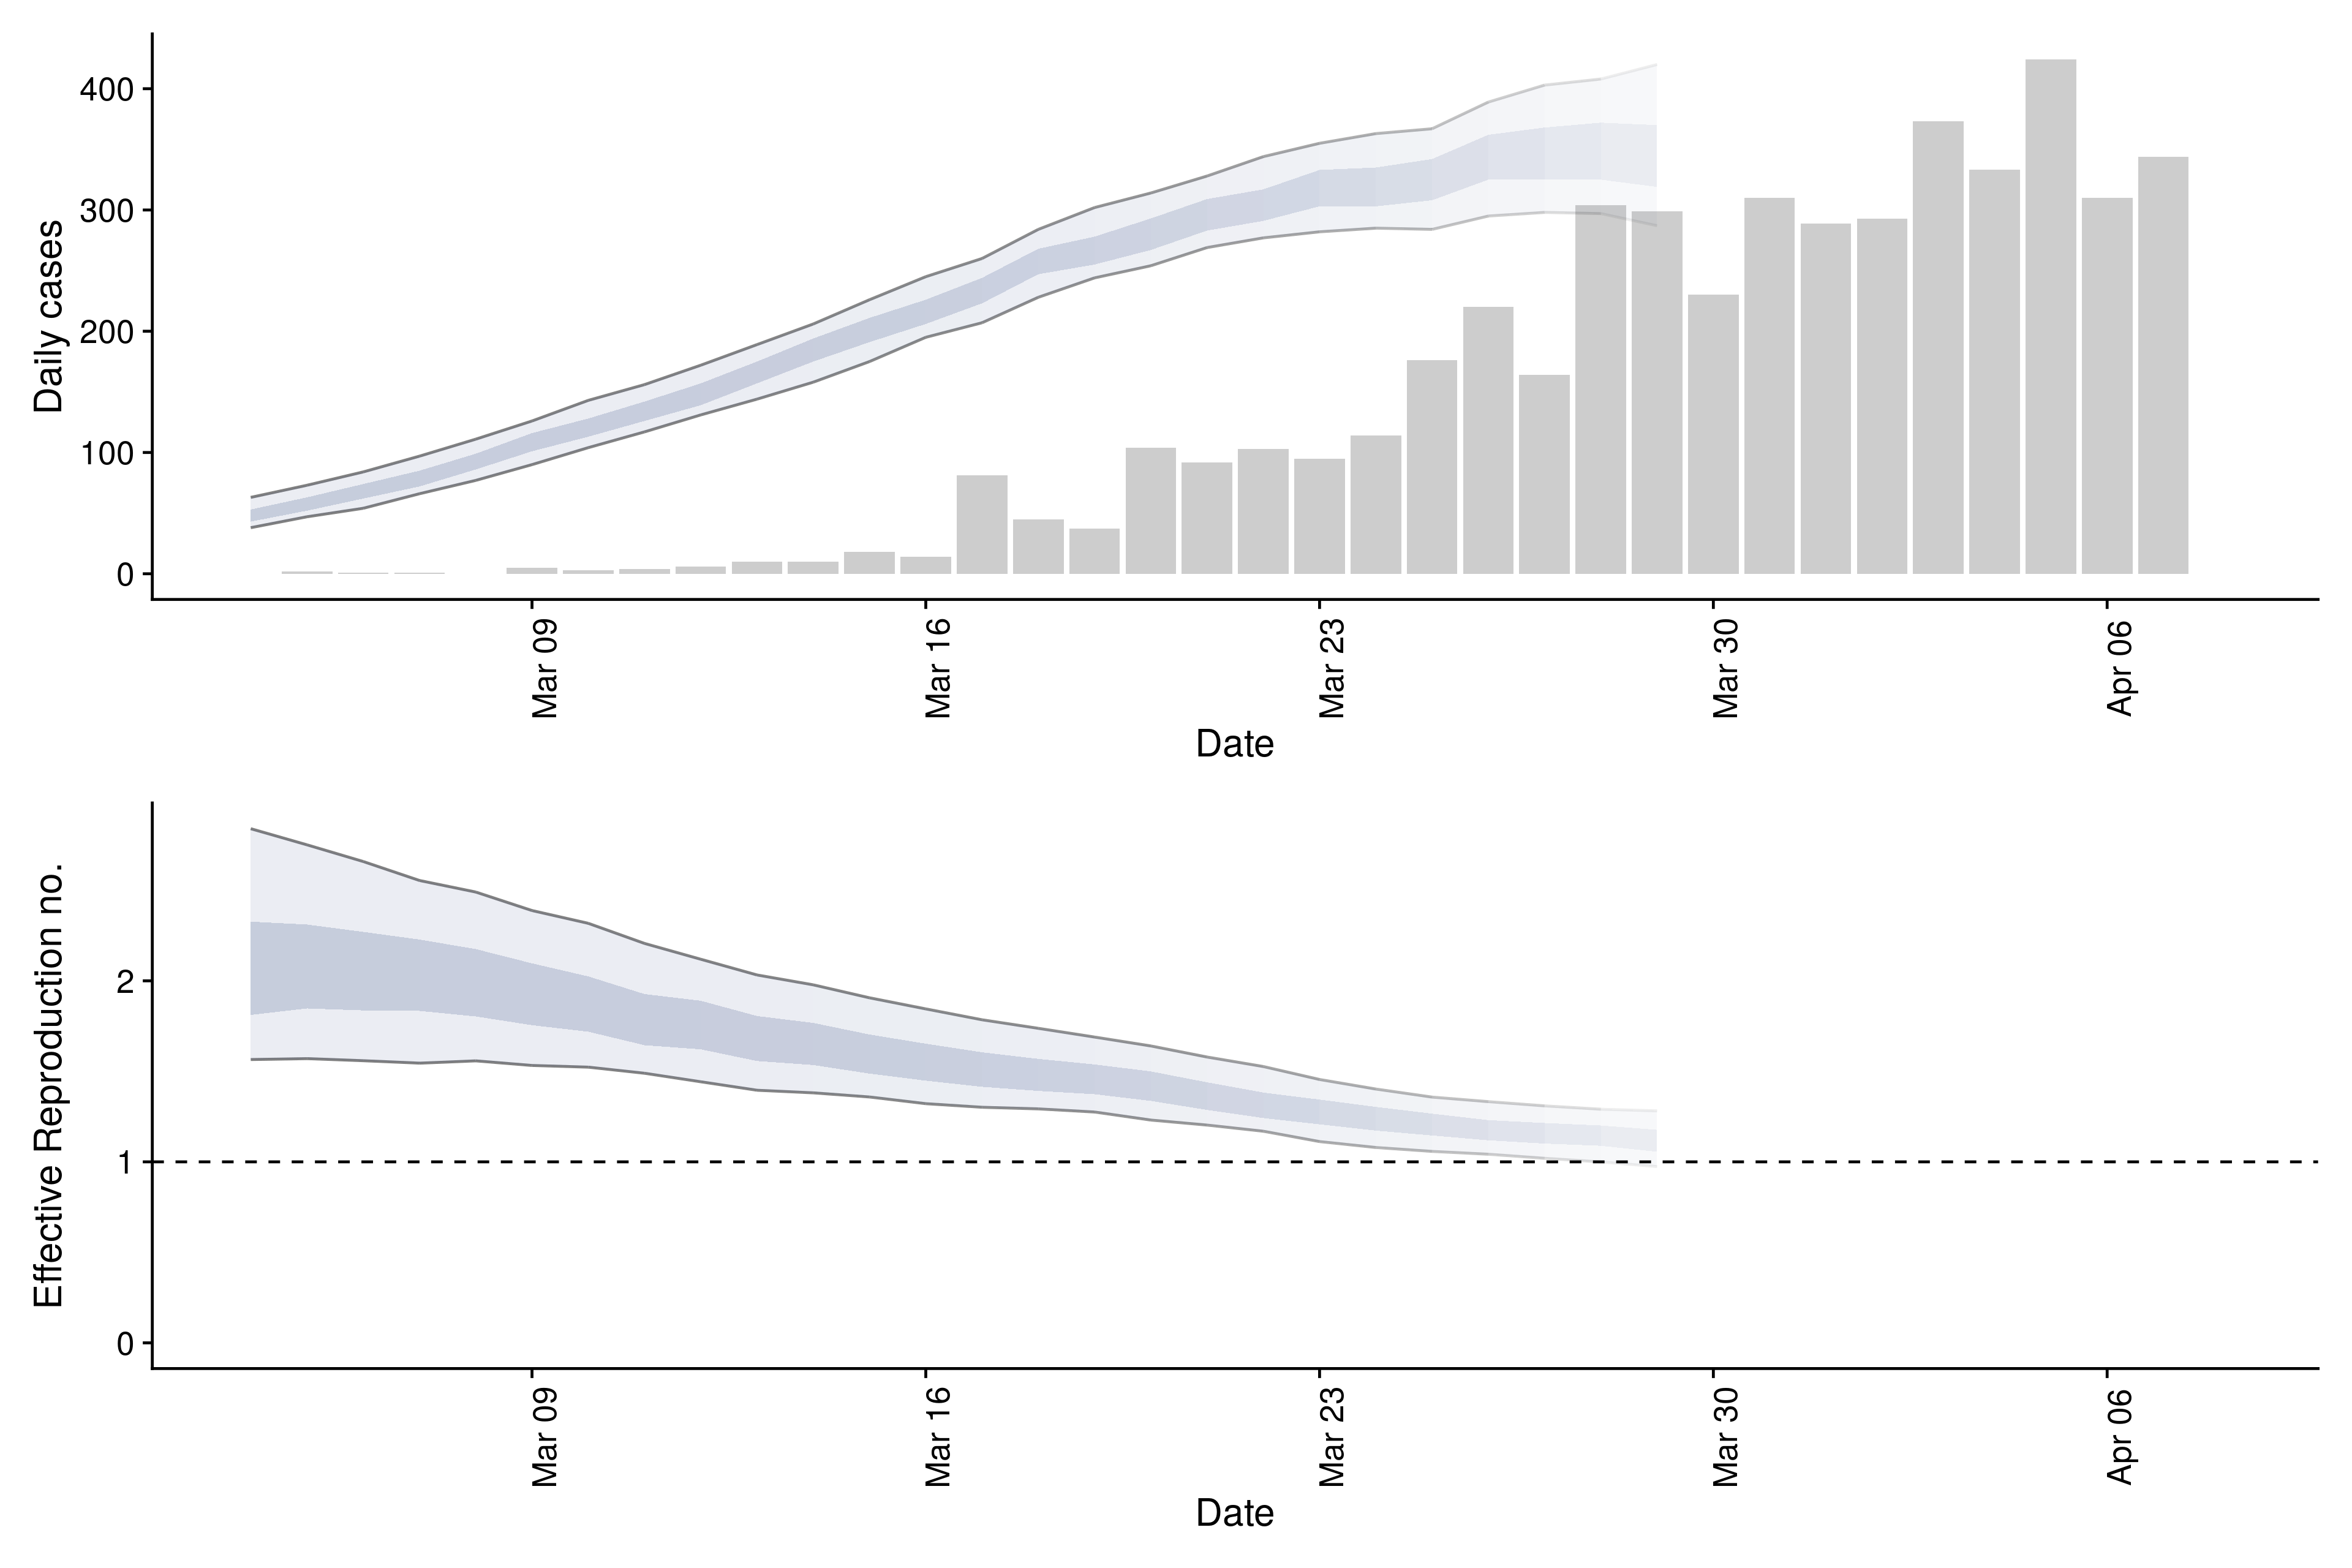 Daily cases
400
300
200
100
0
Mar 09
Mar 16
Mar 23
Mar 30
Apr 06
Date
Effective Reproduction no.
2
1
0
Mar 09
Mar 16
Mar 23
Mar 30
Apr 06
Date